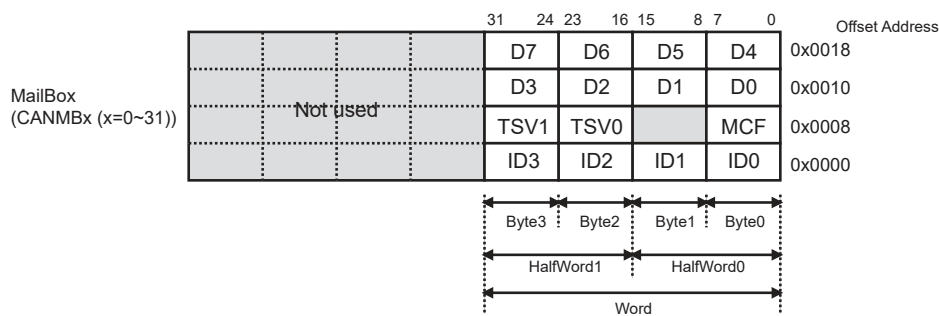 31 24 23 16 15 8 7 0
Offset Address
D7 D6 D5 D4 0x0018
D3 D2 D1 D0 0x0010
MailBox
(CANMBx (x=0~31))
Not used
TSV1 TSV0 MCF 0x0008
ID3 ID2 ID1 ID0 0x0000
Byte3 Byte2 Byte1 Byte0
HalfWord1 HalfWord0
Word